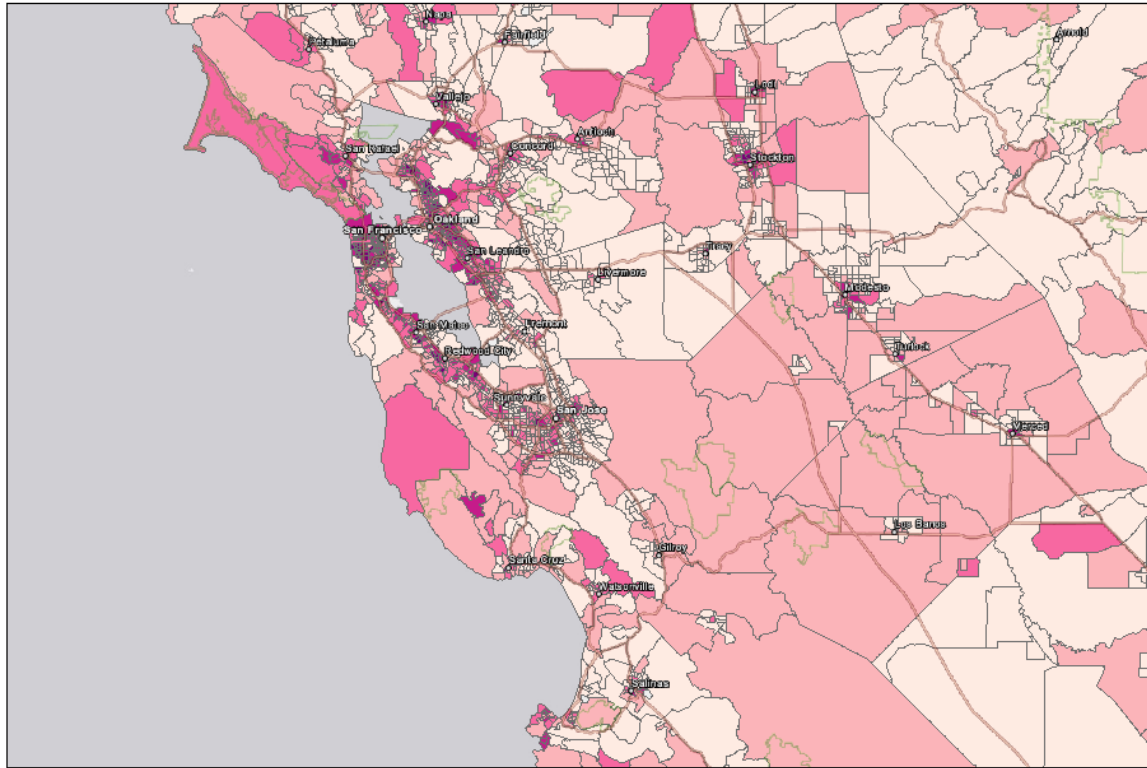 Napa
Petaluma
Fairfield
Arnold
Lodi
Vallejo
Antioch
San Rafael
Concord
Stockton
Oakland
San Francisco
San Leandro
Tracy
Livermore
Modesto
San Mateo
Fremont
Redwood City
Turlock
Sunnyvale
San Jose
Merced
Los Banos
Gilroy
Santa Cruz
Watsonville
Salinas